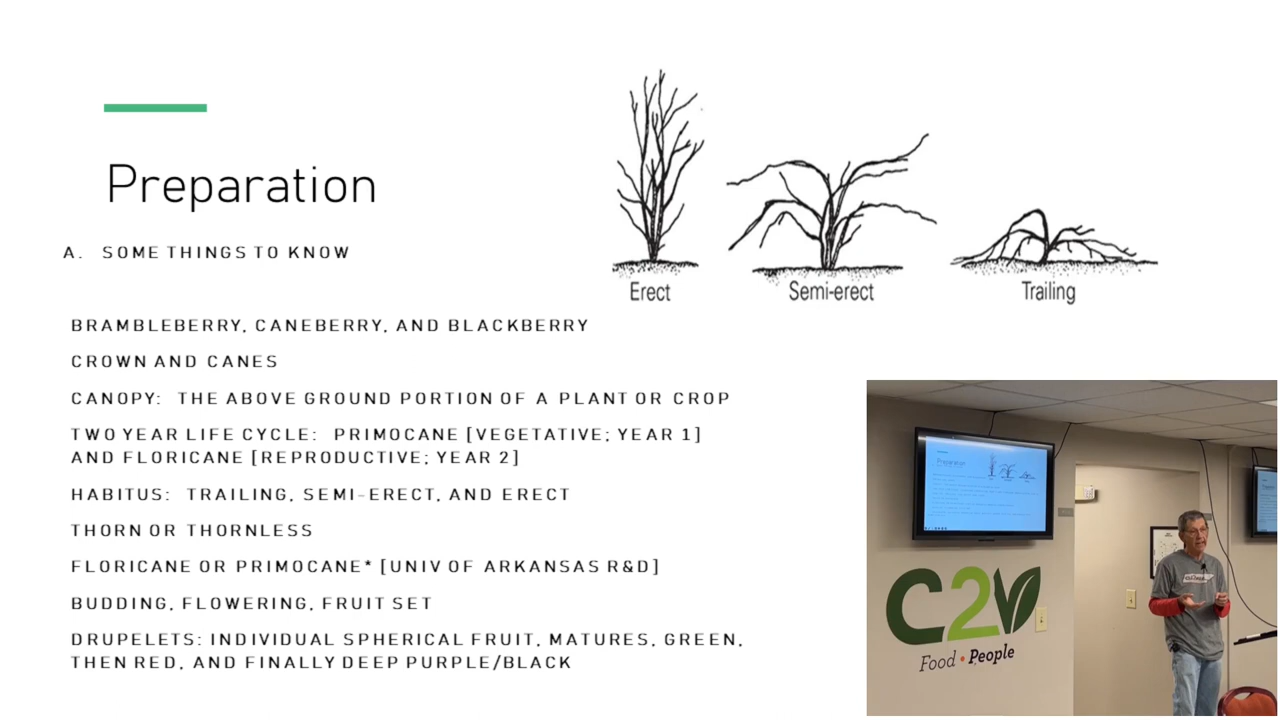 Preparation
Erect
Semi-erect
Trailing
A. SOME THINGS TO KNOW
BRAMBLEBERRY, CANEBERRY, AND BLACKBERRY
CROWN AND CANES
CANOPY: THE ABOVE GROUND PORTION OF A PLANT OR CROP
TWO YEAR LIFE CYCLE: PRIMOCANE [VEGETATIVE; YEAR 1]
AND FLORICANE [REPRODUCTIVE; YEAR 2]
HABITUS: TRAILING, SEMI-ERECT, AND ERECT
THORN OR THORNLESS
FLORICANE OR PRIMOCANE* [UNIV OF ARKANSAS R&D]
BUDDING, FLOWERING, FRUIT SET
DRUPELETS: INDIVIDUAL SPHERICAL FRUIT, MATURES, GREEN,
THEN RED, AND FINALLY DEEP PURPLE/BLACK
Preparation
C2V
Food • People